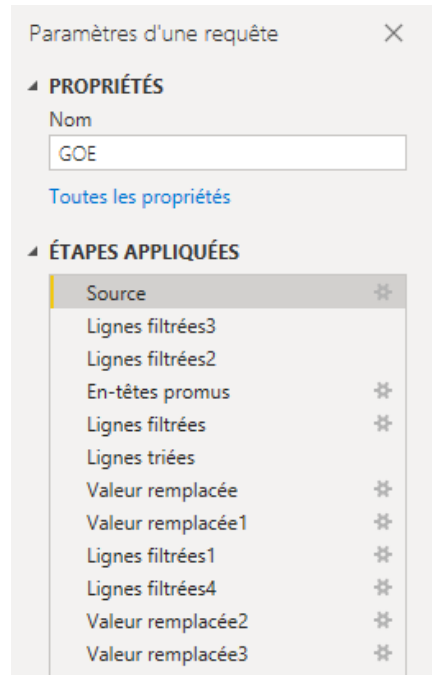 Paramètres d'une requête
PROPRIÉTÉS
Nom
GOE
Toutes les propriétés
ÉTAPES APPLIQUÉES
Source
Lignes filtrées3
Lignes filtrées2
En-têtes promus
Lignes filtrées
Lignes triées
Valeur remplacée
Valeur remplacée1
Lignes filtrées1
Lignes filtrées4
Valeur remplacée2
Valeur remplacée3